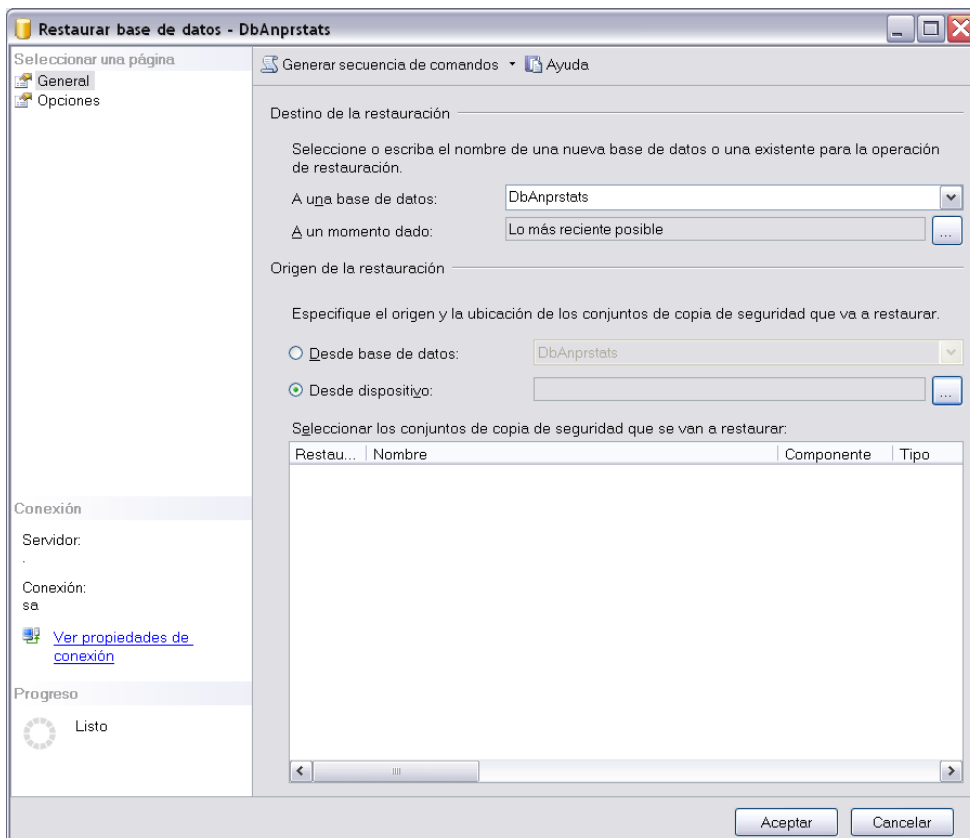 Restaurar base de datos - DbAnprstats
Seleccionar una página
General
Opciones
Conexión
Servidor:
.
Conexión:
sa
Ver propiedades de
conexión
Progreso
Listo
Generar secuencia de comandos
Ayuda
Destino de la restauración
Seleccione o escriba el nombre de una nueva base de datos o una existente para la operación
de restauración.
A una base de datos: DbAnprstats
A un momento dado: Lo más reciente posible ...
Origen de la restauración
Especifique el origen y la ubicación de los conjuntos de copia de seguridad que va a restaurar.
Desde base de datos: DbAnprstats
Desde dispositivo: ...
Seleccionar los conjuntos de copia de seguridad que se van a restaurar:
Restau... Nombre Componente Tipo
Aceptar Cancelar